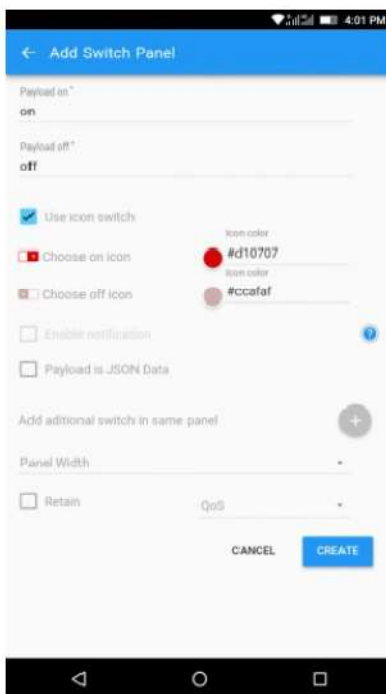 4:01 PM
Add Switch Panel
Payload on *
on
Payload off *
off
Use icon switch
Icon color
Choose on icon
#d10707
Icon color
Choose off icon
#ccafaf
Enable notification
?
Payload is JSON Data
Add aditional switch in same panel
+
Panel Width
Retain
QoS
CANCEL
CREATE